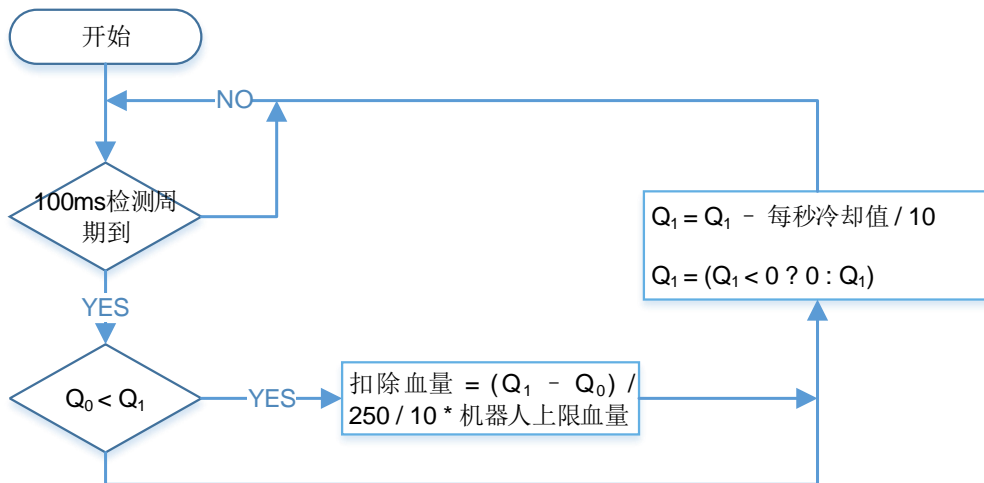 开始
NO
100ms检测周
期到
YES
Q₀ < Q₁
YES
扣除血量 = (Q₁ - Q₀) /
250 / 10 * 机器人上限血量
Q₁ = Q₁ - 每秒冷却值 / 10
Q₁ = (Q₁ < 0 ? 0 : Q₁)